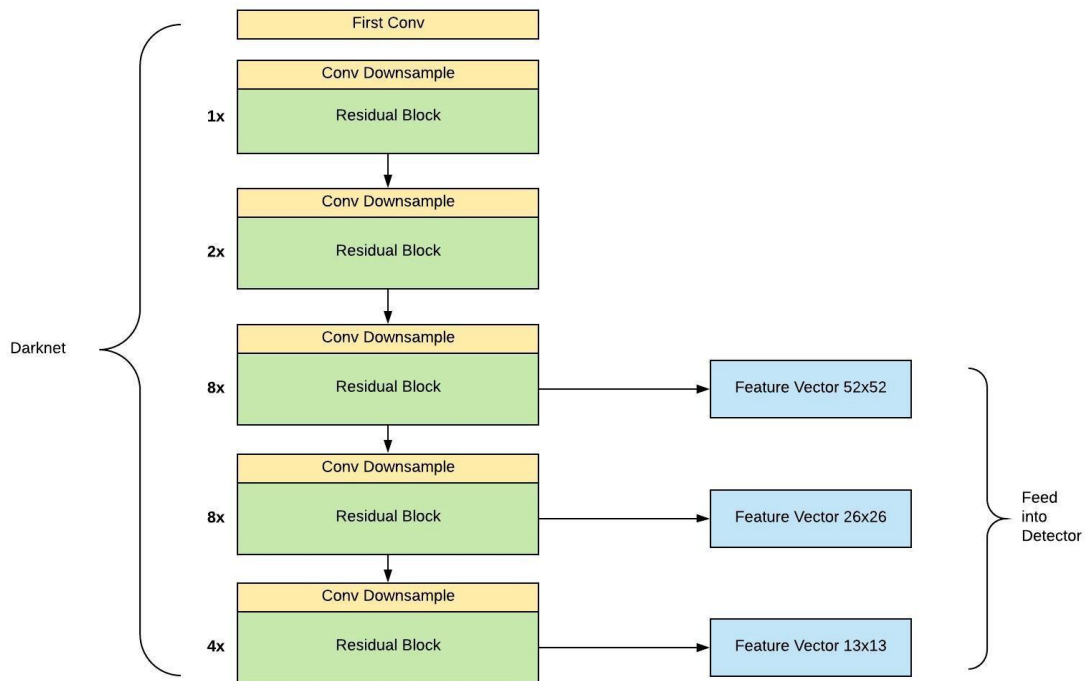 First Conv
Conv Downsample
1x
Residual Block
Conv Downsample
2x
Residual Block
Darknet
Conv Downsample
8x
Residual Block
Feature Vector 52x52
Conv Downsample
8x
Residual Block
Feature Vector 26x26
Feed
into
Detector
Conv Downsample
4x
Residual Block
Feature Vector 13x13